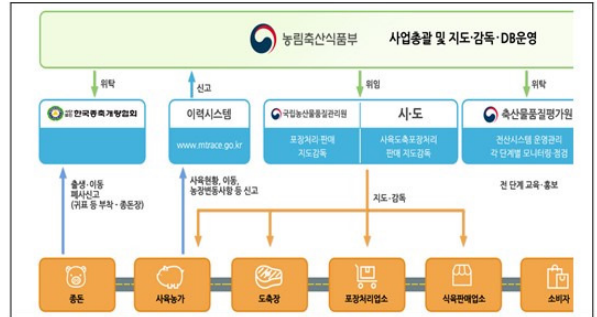 농림축산식품부 사업총괄 및 지도·감독·DB운영
위탁
신고
위임
위탁
한국종축개량협회
이력시스템
www.mtrace.go.kr
국립농산물품질관리원
포장처리·판매
지도감독
시·도
사육도축포장처리
판매 지도감독
축산물품질평가원
전산시스템 운영관리
각 단계별 모니터링 점검
출생·이동
폐사신고
(귀표 등 부착 - 종돈장)
사육현황, 이동,
농장변동사항 등 신고
지도·감독
전 단계 교육·홍보
종돈
사육농가
도축장
포장처리업소
식육판매업소
소비자